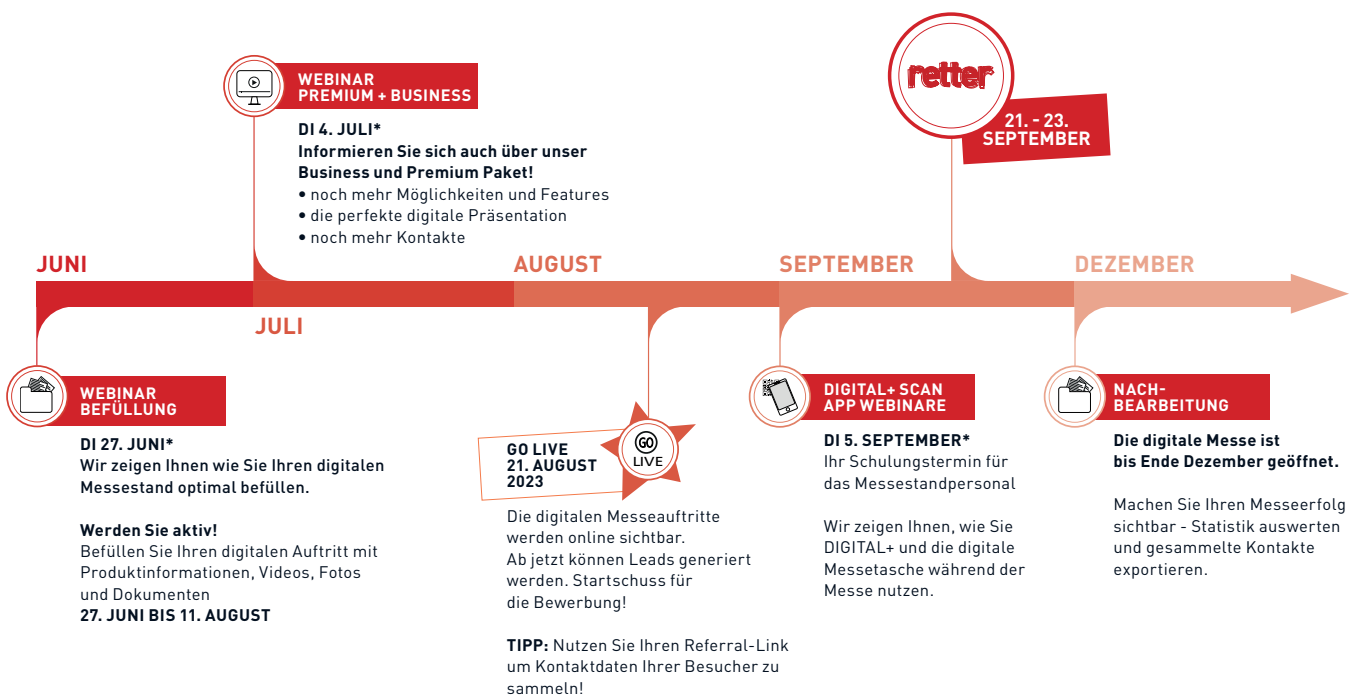 WEBINAR
PREMIUM + BUSINESS
DI 4. JULI*
Informieren Sie sich auch über unser
Business und Premium Paket!
• noch mehr Möglichkeiten und Features
• die perfekte digitale Präsentation
• noch mehr Kontakte
retter
21. - 23.
SEPTEMBER
JUNI
JULI
AUGUST
SEPTEMBER
DEZEMBER
WEBINAR
BEFÜLLUNG
DI 27. JUNI*
Wir zeigen Ihnen wie Sie Ihren digitalen
Messestand optimal befüllen.
Werden Sie aktiv!
Befüllen Sie Ihren digitalen Auftritt mit
Produktinformationen, Videos, Fotos
und Dokumenten
27. JUNI BIS 11. AUGUST
GO LIVE
21. AUGUST
2023
GO
LIVE
Die digitalen Messeauftritte
werden online sichtbar.
Ab jetzt können Leads generiert
werden. Startschuss für
die Bewerbung!
TIPP: Nutzen Sie Ihren Referral-Link
um Kontaktdaten Ihrer Besucher zu
sammeln!
DIGITAL+ SCAN
APP WEBINARE
DI 5. SEPTEMBER*
Ihr Schulungstermin für
das Messestandpersonal
Wir zeigen Ihnen, wie Sie
DIGITAL+ und die digitale
Messetasche während der
Messe nutzen.
NACH-
BEARBEITUNG
Die digitale Messe ist
bis Ende Dezember geöffnet.
Machen Sie Ihren Messeerfolg
sichtbar - Statistik auswerten
und gesammelte Kontakte
exportieren.